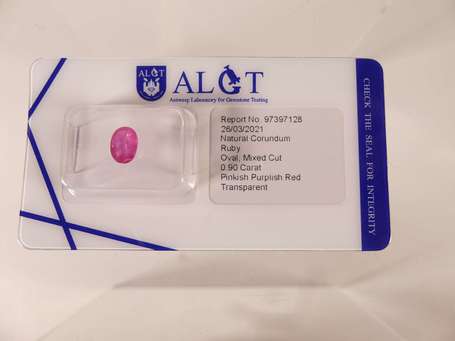 ALGT
ALGT
Antwerp Laboratory for Gemstone Testing
Report No. 97397128
26/03/2021
Natural Corundum
Ruby
Oval, Mixed Cut
0.90 Carat
Pinkish Purplish Red
Transparent
CHECK THE SEAL FOR INTEGRITY